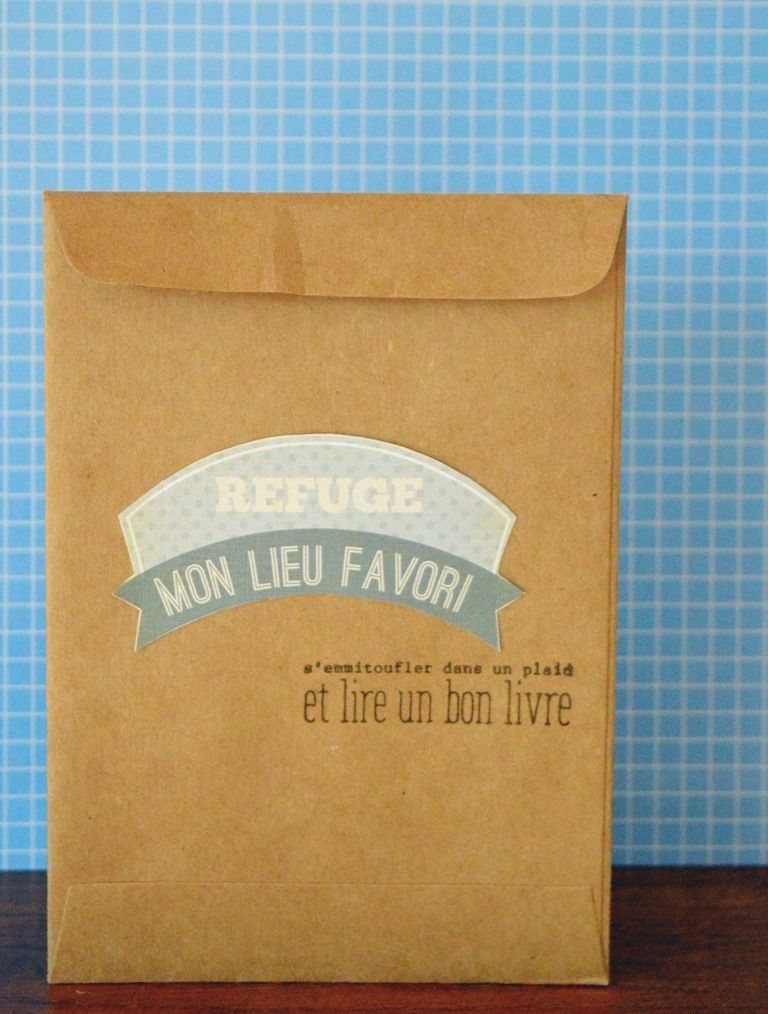 REFUGE
MON LIEU FAVORI
s'emmitoufler dans un plaid
et lire un bon livre